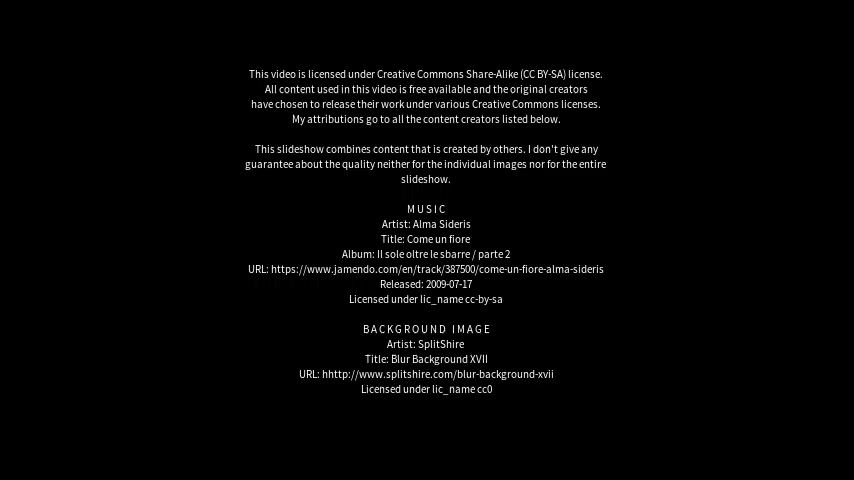 This video is licensed under Creative Commons Share-Alike (CC BY-SA) license.
All content used in this video is free available and the original creators
have chosen to release their work under various Creative Commons licenses.
My attributions go to all the content creators listed below.
This slideshow combines content that is created by others. I don't give any
guarantee about the quality neither for the individual images nor for the entire
slideshow.
MUSIC
Artist: Alma Sideris
Title: Come un fiore
Album: Il sole oltre le sbarre / parte 2
URL: https://www.jamendo.com/en/track/387500/come-un-fiore-alma-sideris
Released: 2009-07-17
Licensed under lic_name cc-by-sa
BACKGROUND IMAGE
Artist: SplitShire
Title: Blur Background XVII
URL: hhttp://www.splitshire.com/blur-background-xvii
Licensed under lic_name cc0